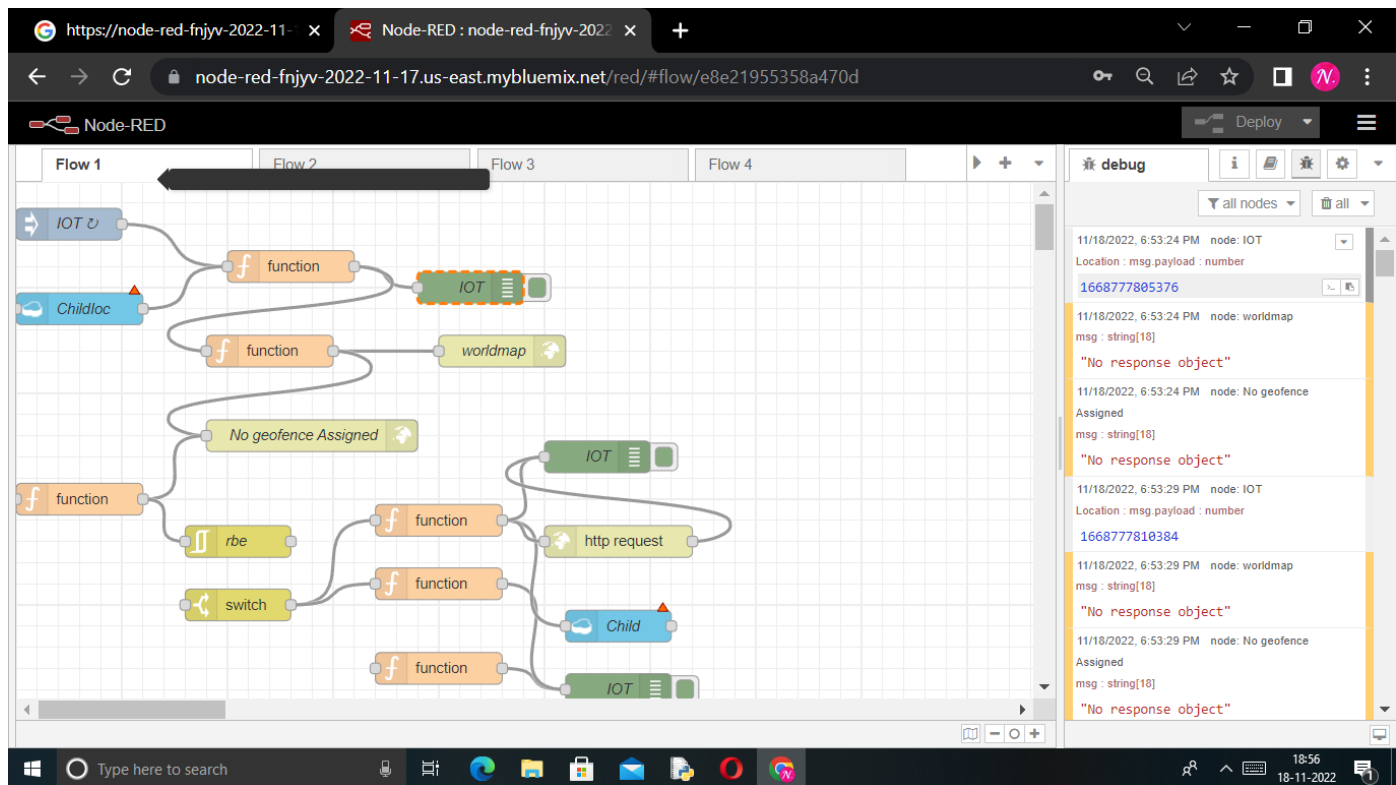 https://node-red-fnjyv-2022-11-1
Node-RED : node-red-fnjyv-2022
node-red-fnjyv-2022-11-17.us-east.mybluemix.net/red/#flow/e8e21955358a470d
N.
Node-RED
Deploy
Flow 1
Flow 2
Flow 3
Flow 4
debug
i
all nodes
all
IOT ↻
function
IOT
Childloc
function
worldmap
No geofence Assigned
IOT
function
function
rbe
http request
function
switch
Child
function
IOT
11/18/2022, 6:53:24 PM node: IOT
Location : msg.payload : number
1668777805376
11/18/2022, 6:53:24 PM node: worldmap
msg : string[18]
"No response object"
11/18/2022, 6:53:24 PM node: No geofence
Assigned
msg : string[18]
"No response object"
11/18/2022, 6:53:29 PM node: IOT
Location : msg.payload : number
1668777810384
11/18/2022, 6:53:29 PM node: worldmap
msg : string[18]
"No response object"
11/18/2022, 6:53:29 PM node: No geofence
Assigned
msg : string[18]
"No response object"
Type here to search
18:56
18-11-2022
1